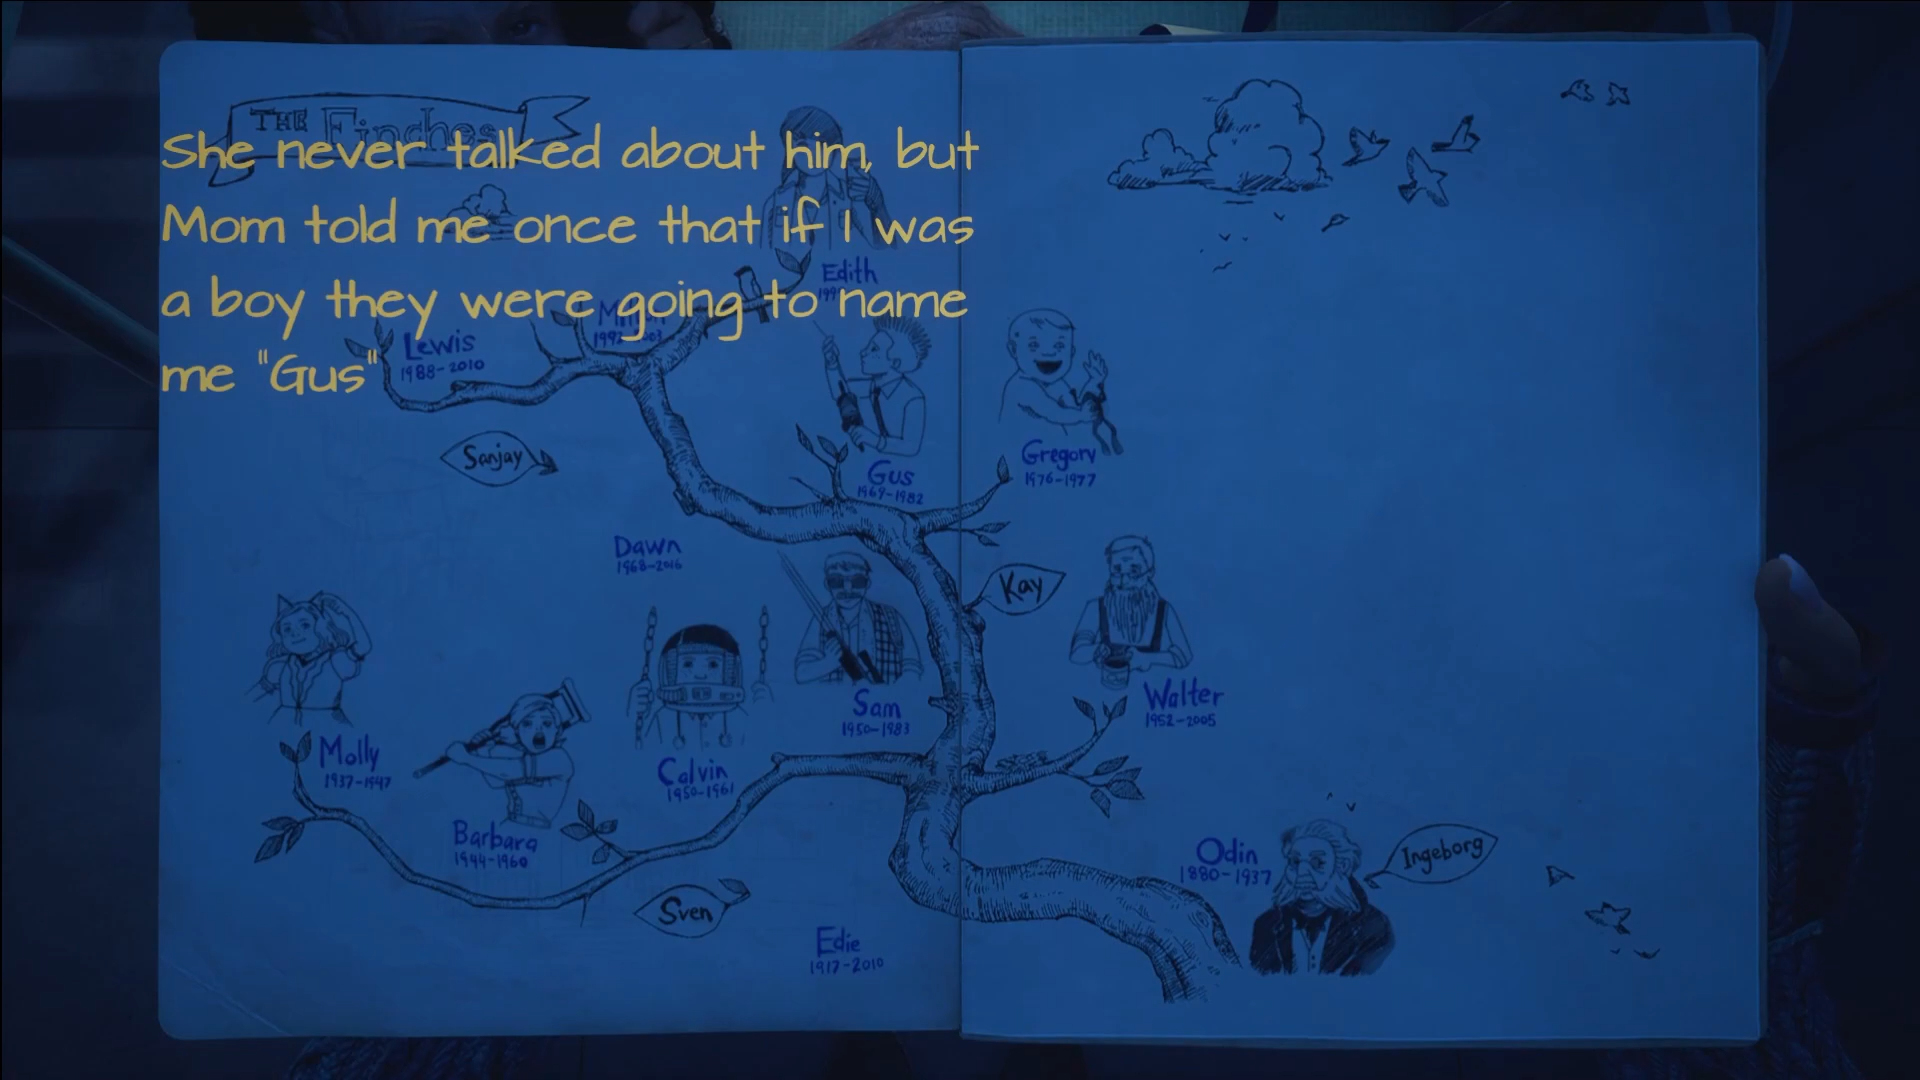 THE Finches
She never talked about him, but
Mom told me once that if I was
a boy they were going to name
me "Gus"
Edith
Lewis
1988-2010
Sanjay
Gus
1969-1982
Gregory
1976-1977
Dawn
1968-2016
Kay
Sam
1950-1983
Walter
1952-2005
Molly
1937-1947
Calvin
1950-1961
Barbara
1944-1960
Odin
1880-1937
Ingeborg
Sven
Edie
1917-2010